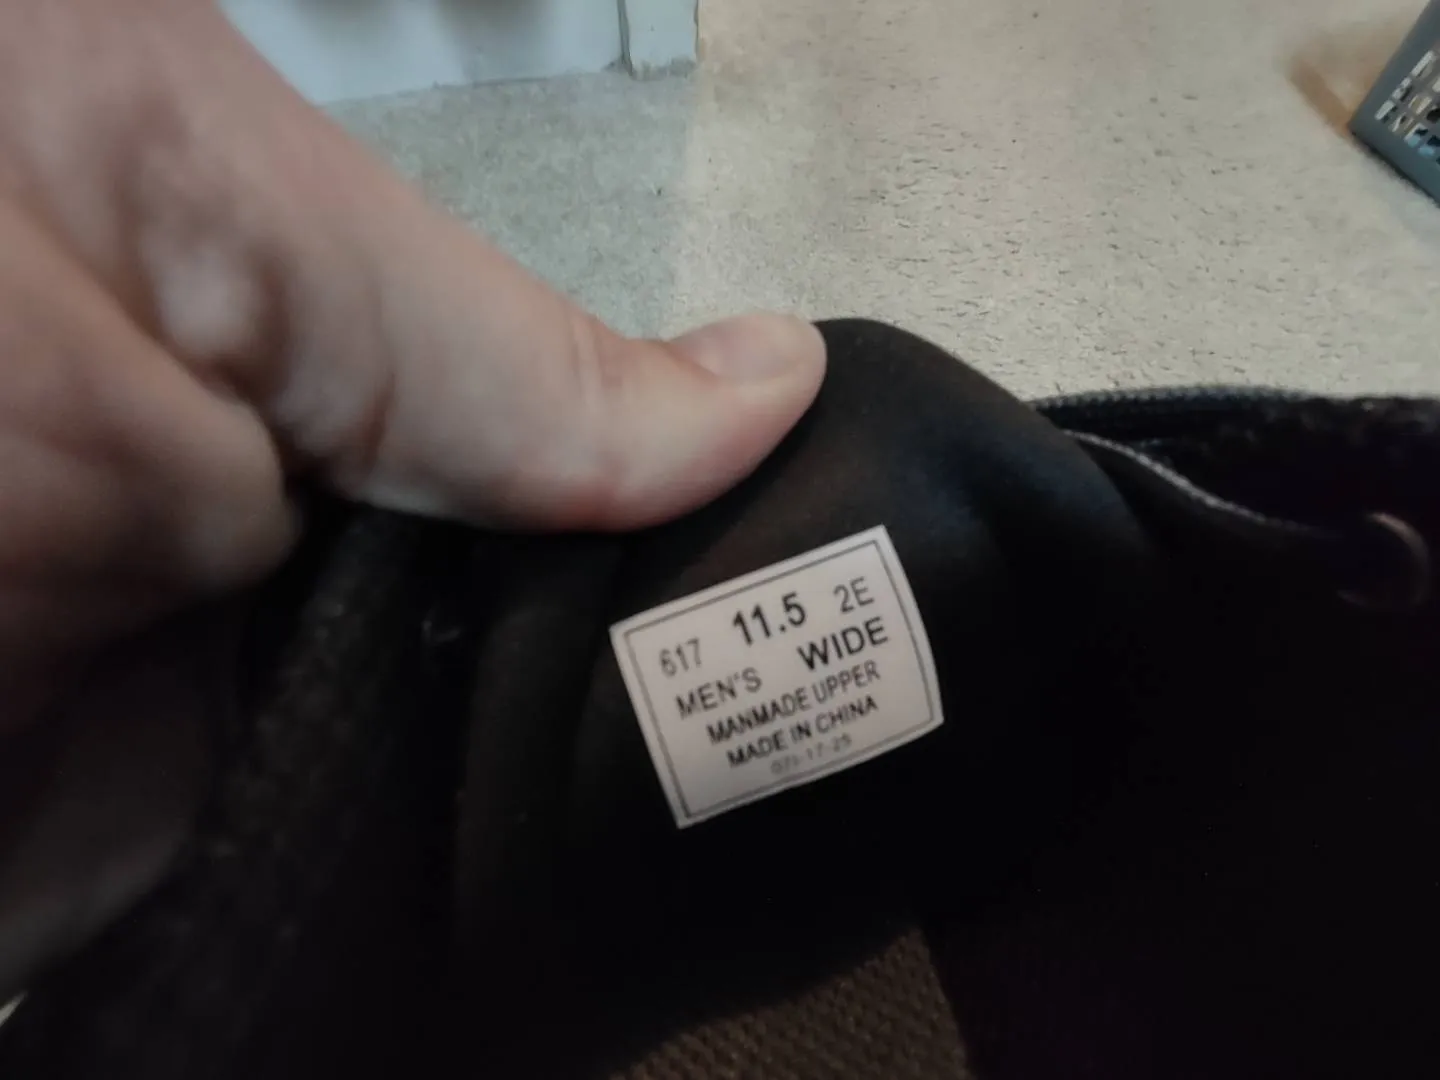 617 11.5 2E
MEN'S WIDE
MANMADE UPPER
MADE IN CHINA